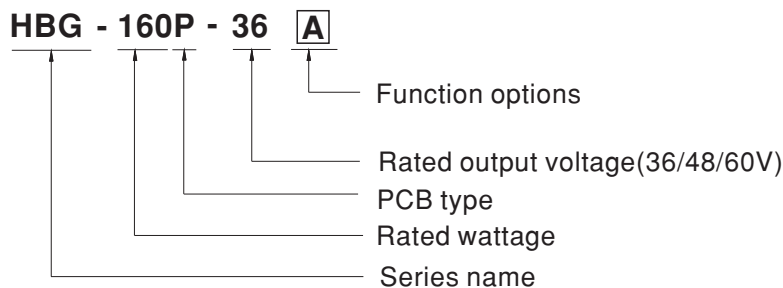 HBG - 160P - 36 A
Function options
Rated output voltage(36/48/60V)
PCB type
Rated wattage
Series name